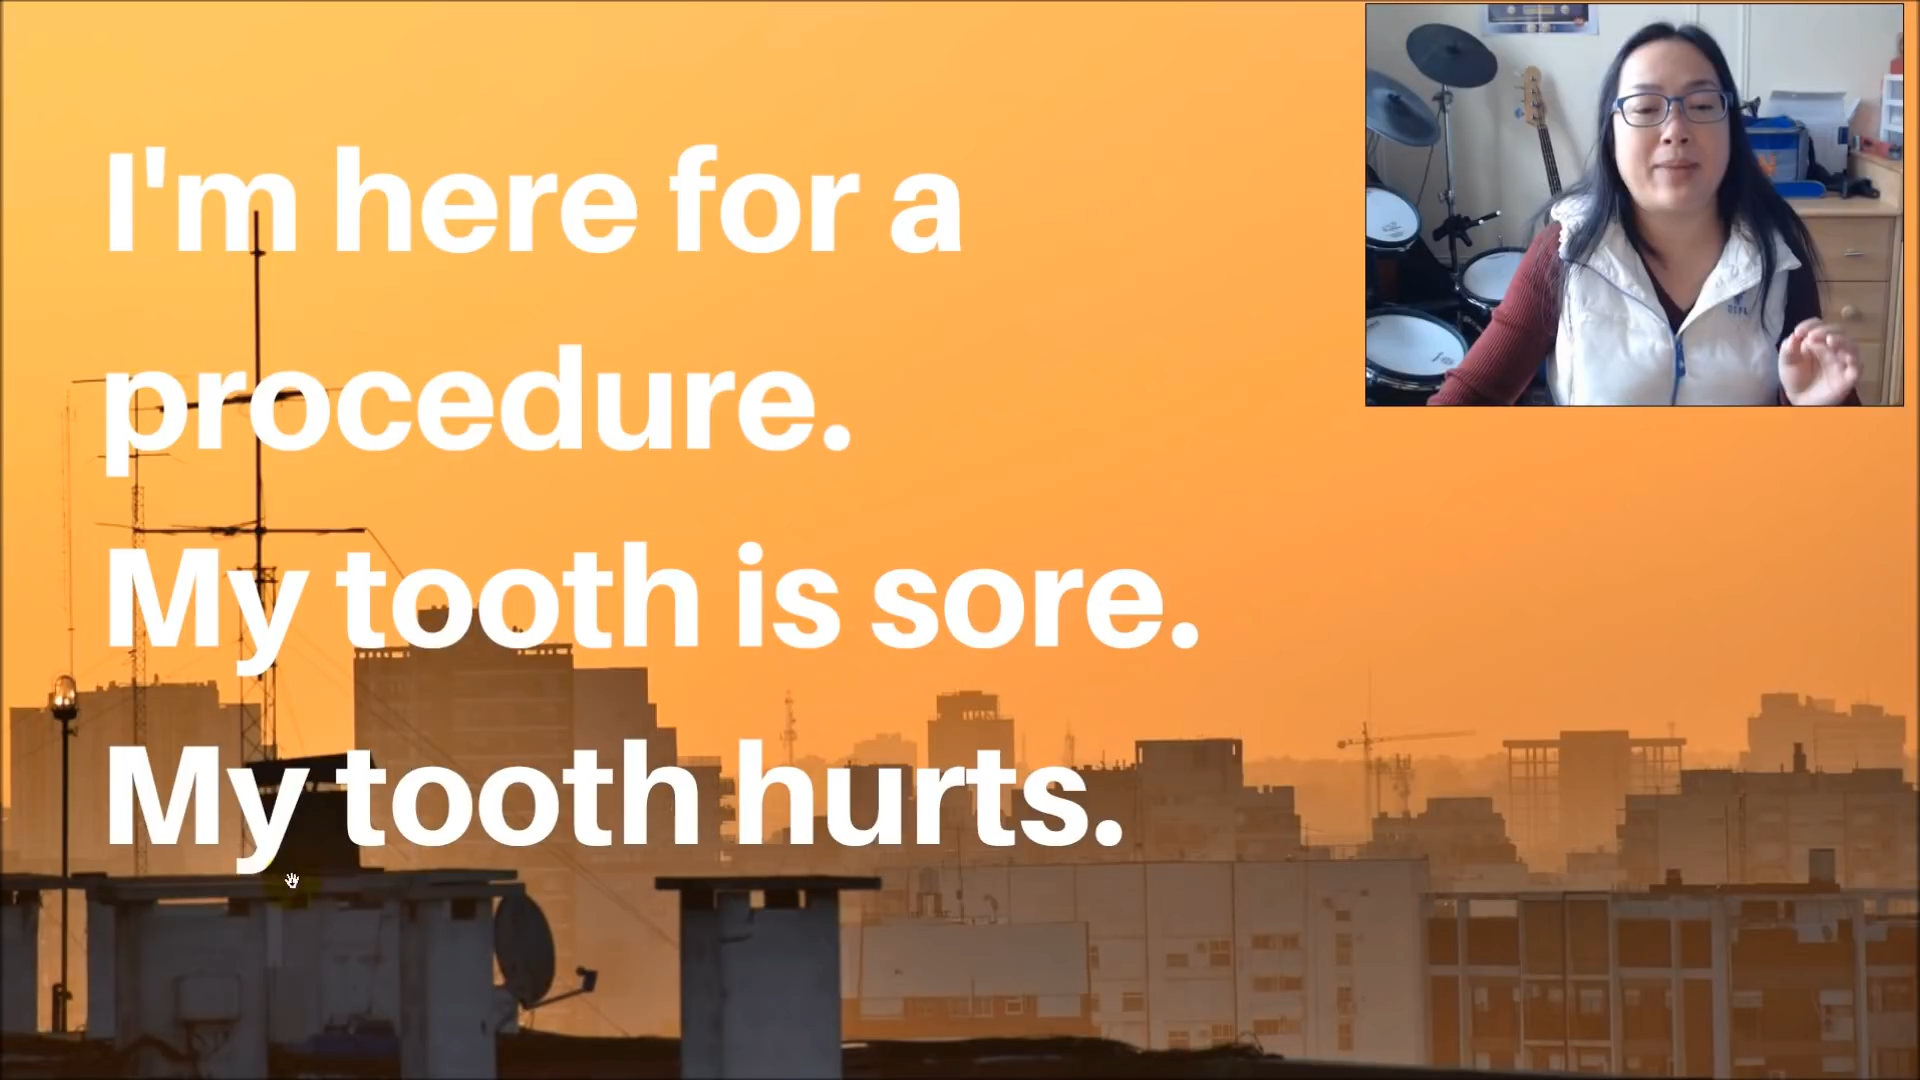 I'm here for a
procedure.
My tooth is sore.
My tooth hurts.